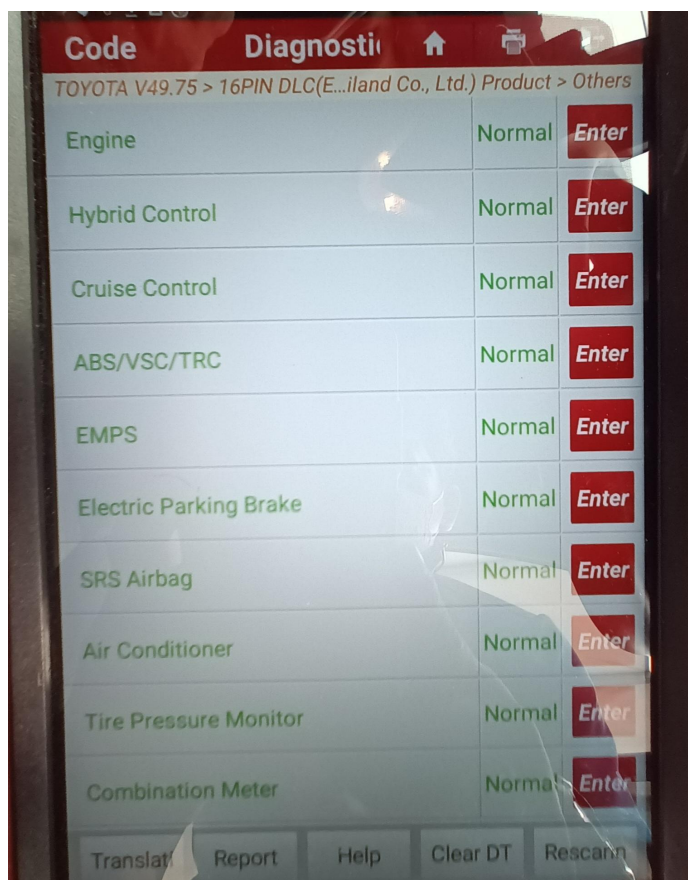 Code Diagnosti
TOYOTA V49.75 > 16PIN DLC(E...iland Co., Ltd.) Product > Others
Engine Normal Enter
Hybrid Control Normal Enter
Cruise Control Normal Enter
ABS/VSC/TRC Normal Enter
EMPS Normal Enter
Electric Parking Brake Normal Enter
SRS Airbag Normal Enter
Air Conditioner Normal Enter
Tire Pressure Monitor Normal Enter
Combination Meter Normal Enter
Translati Report Help Clear DT Rescann